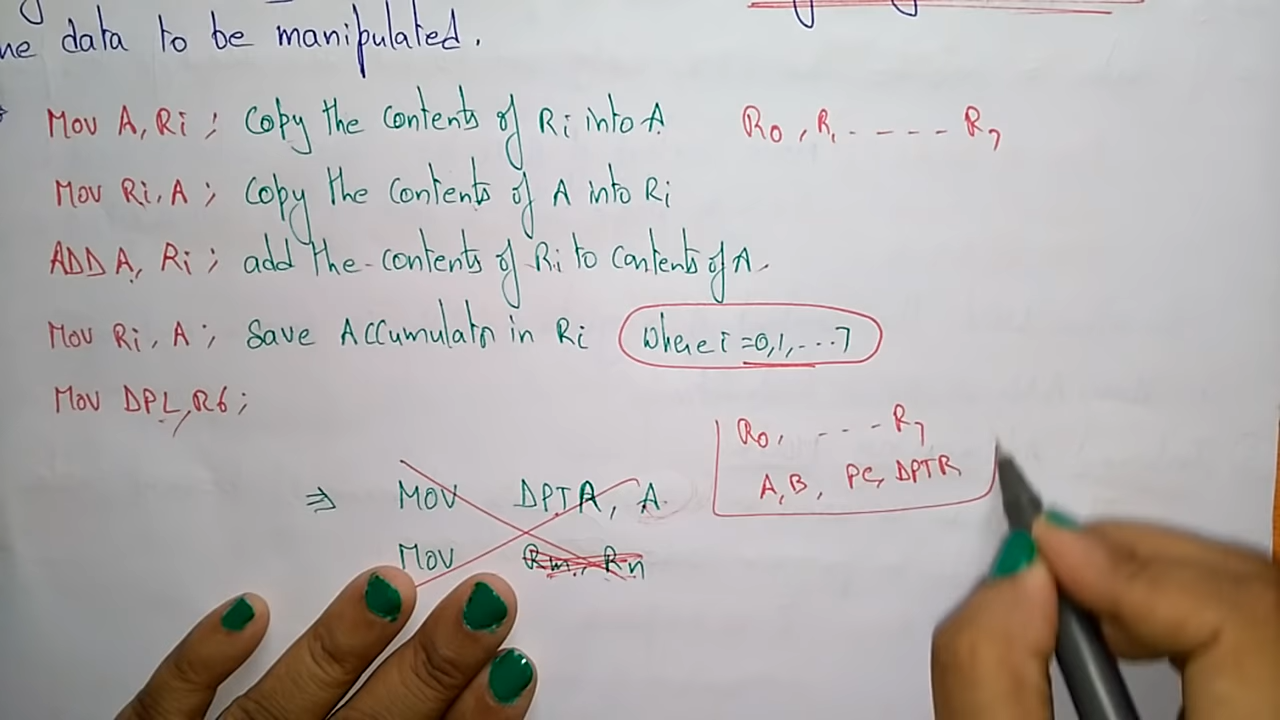 data to be manipulated.
Mov A, Ri ; Copy the contents of Ri into A R0, R1 - - - - R7
Mov Ri, A ; Copy the contents of A into Ri
ADD A, Ri ; add the contents of Ri to contents of A.
Mov Ri, A ; Save Accumulator in Ri where i = 0,1, - - - 7
Mov DPL, R6 ;
R0, - - - R7
A, B, PC, DPTR
⇒ MOV DPTR, A.
MOV Rm, Rn